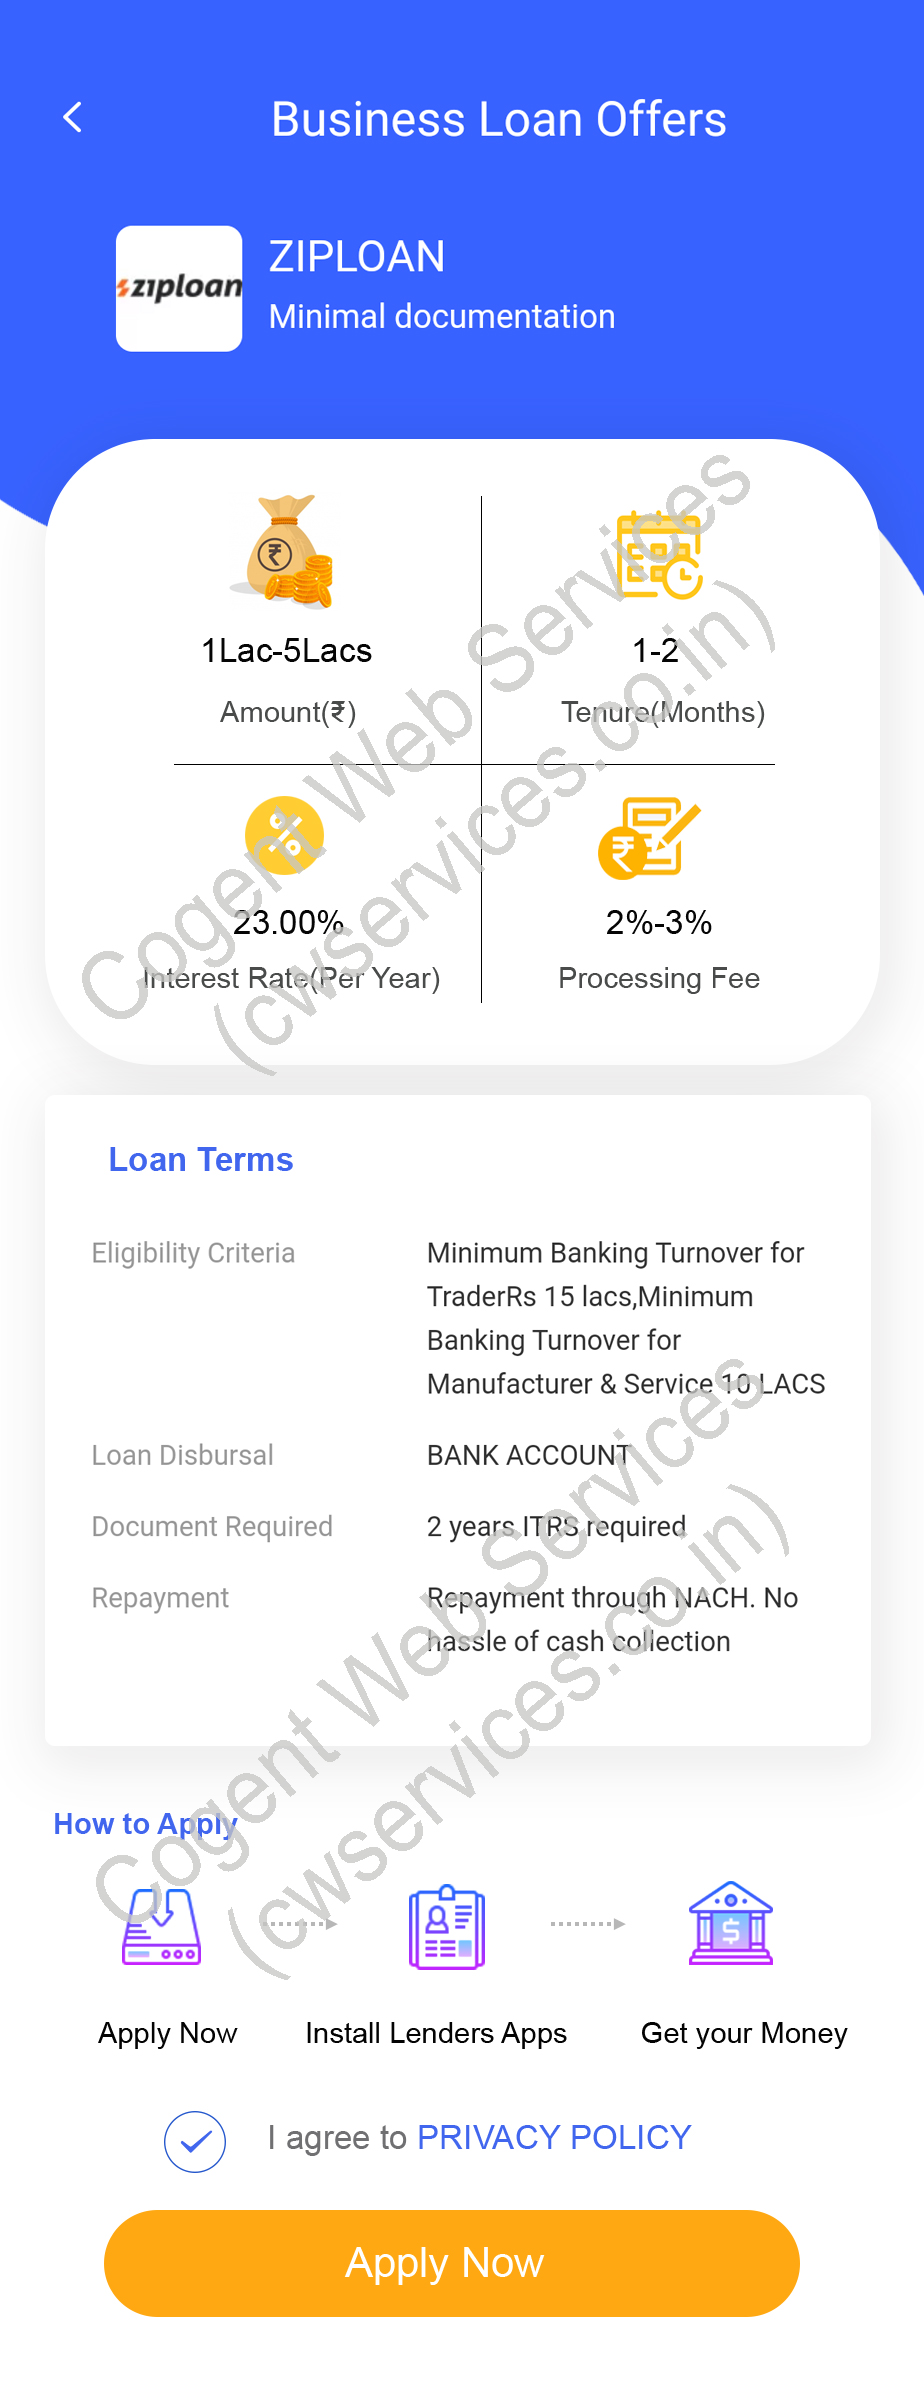 Business Loan Offers
ziploan
ZIPLOAN
Minimal documentation
1Lac-5Lacs
Amount(₹)
1-2
Tenure(Months)
23.00%
Interest Rate(Per Year)
2%-3%
Processing Fee
Cogent Web Services
(cwservices.co.in)
Loan Terms
Eligibility Criteria
Minimum Banking Turnover for
TraderRs 15 lacs,Minimum
Banking Turnover for
Manufacturer & Service 10 LACS
Loan Disbursal
BANK ACCOUNT
Document Required
2 years ITRS required
Repayment
Repayment through NACH. No
hassle of cash collection
Cogent Web Services
(cwservices.co.in)
How to Apply
Apply Now
Install Lenders Apps
Get your Money
I agree to PRIVACY POLICY
Apply Now